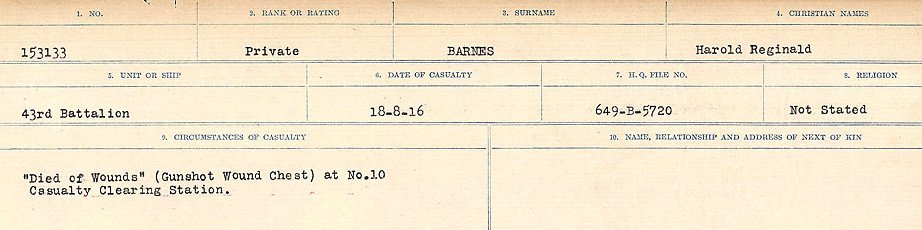 1. NO. 2. RANK OR RATING 3. SURNAME 4. CHRISTIAN NAMES
153133 Private BARNES Harold Reginald
5. UNIT OR SHIP 6. DATE OF CASUALTY 7. H. Q. FILE NO. 8. RELIGION
43rd Battalion 18-8-16 649-B-5720 Not Stated
9. CIRCUMSTANCES OF CASUALTY 10. NAME, RELATIONSHIP AND ADDRESS OF NEXT OF KIN
"Died of Wounds" (Gunshot Wound Chest) at No.10
Casualty Clearing Station.